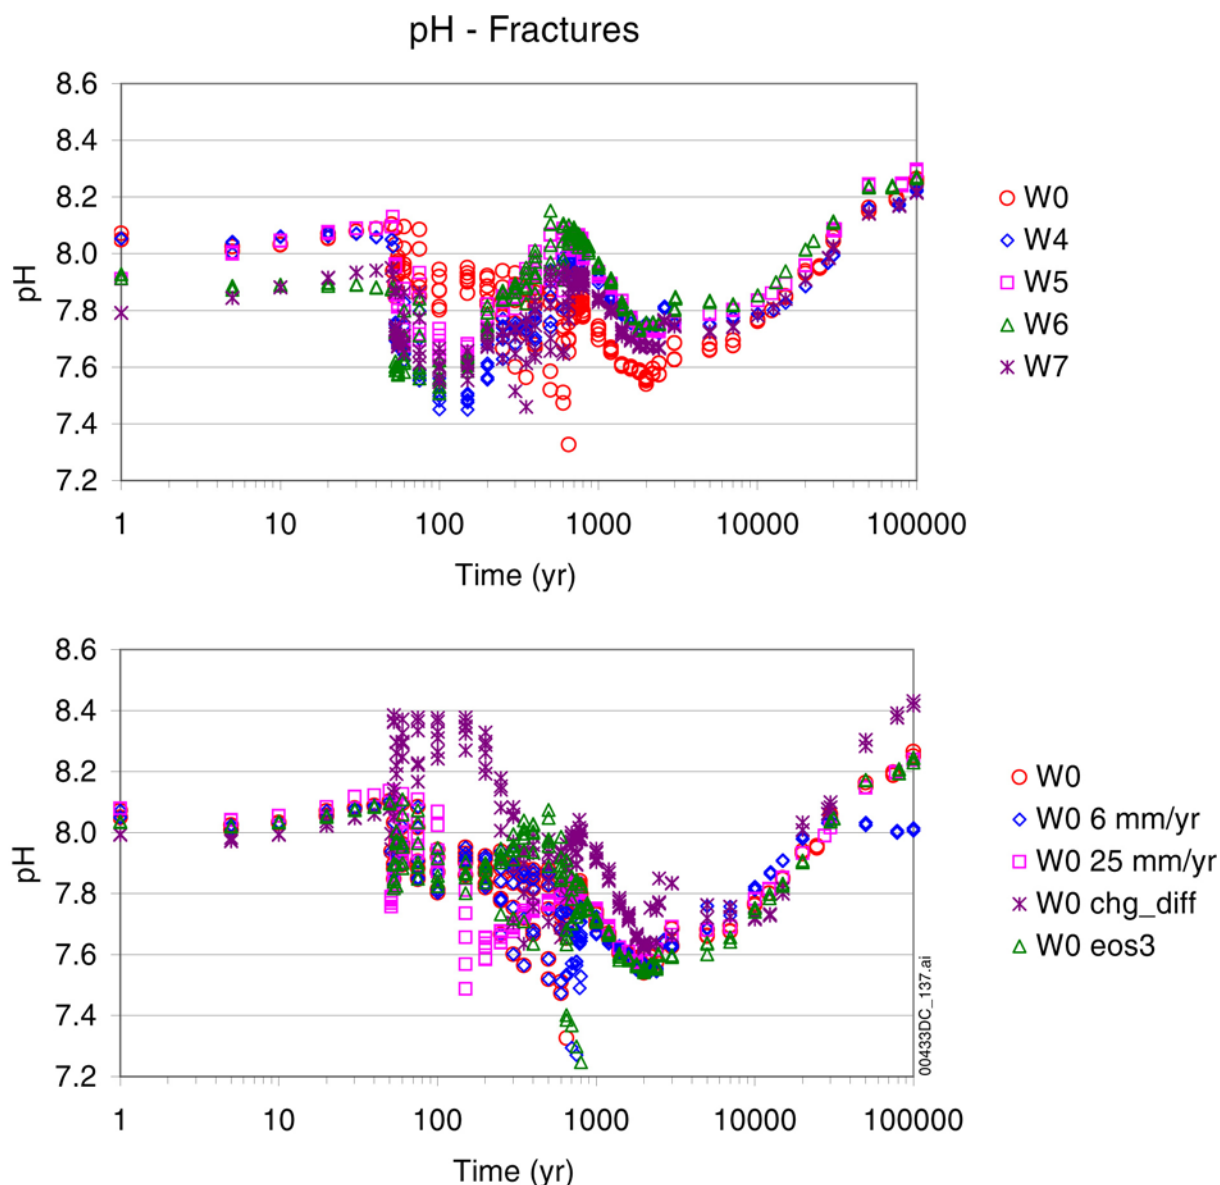 pH - Fractures
8.6
8.4
8.2
8.0
7.8
7.6
7.4
7.2
pH
1 10 100 1000 10000 100000
Time (yr)
W0
W4
W5
W6
W7
8.6
8.4
8.2
8.0
7.8
7.6
7.4
7.2
pH
1 10 100 1000 10000 100000
Time (yr)
W0
W0 6 mm/yr
W0 25 mm/yr
W0 chg_diff
W0 eos3
00433DC_137.ai